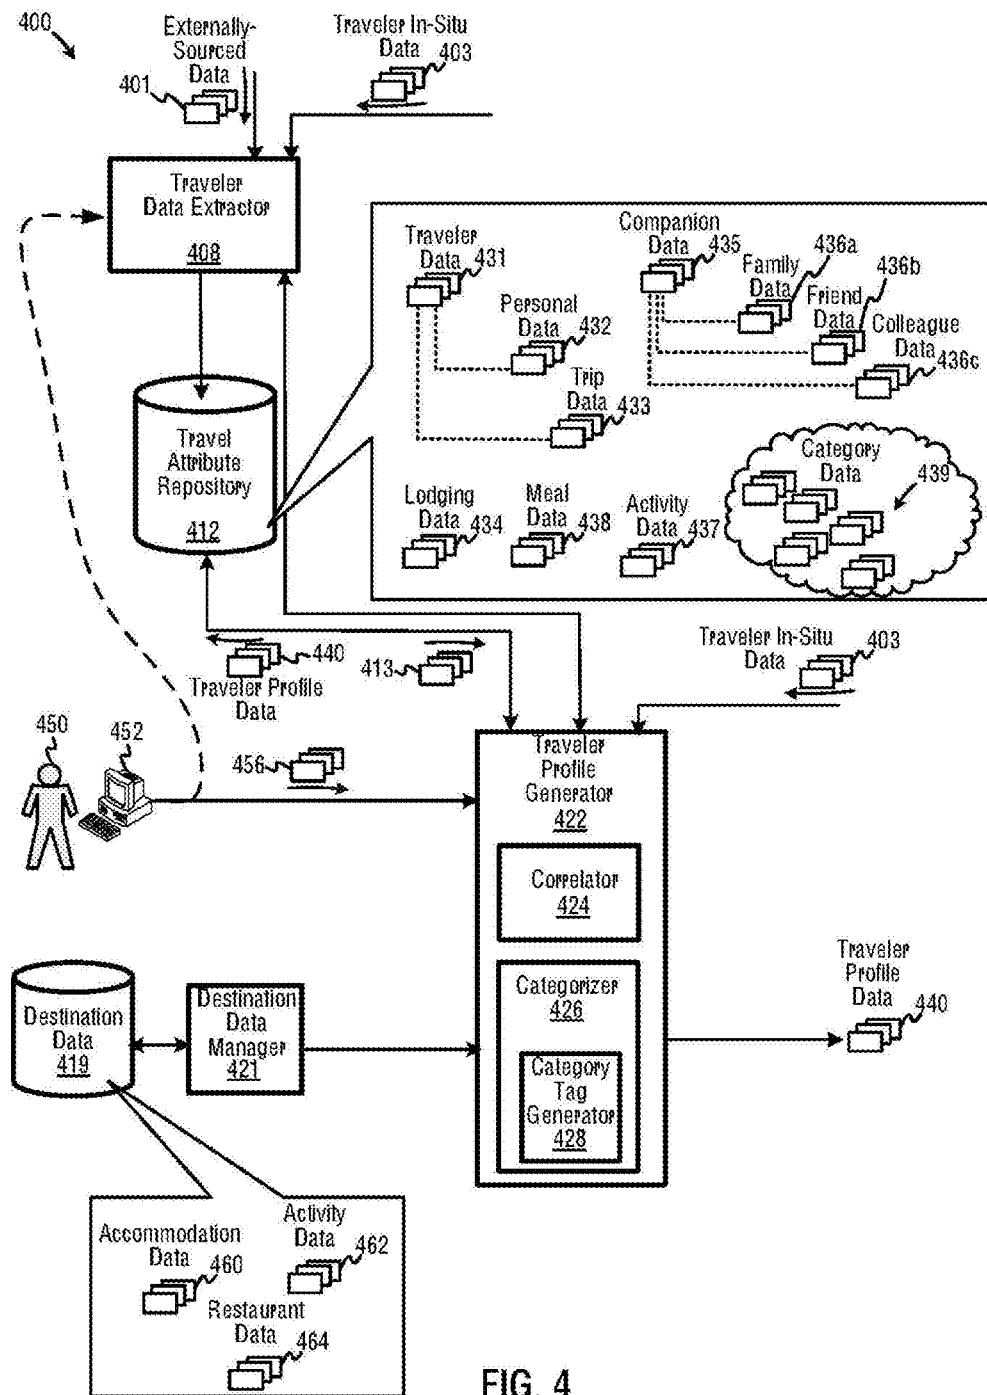 400
Externally-
Sourced
Data
401
Traveler In-Situ
Data
403
Traveler
Data Extractor
408
Traveler
Data
431
Personal
Data
432
Trip
Data
433
Companion
Data
435
Family
Data
436a
Friend
Data
436b
Colleague
Data
436c
Travel
Attribute
Repository
412
Lodging
Data
434
Meal
Data
438
Activity
Data
437
Category
Data
439
440
Traveler Profile
Data
413
Traveler In-Situ
Data
403
450
452
456
Traveler
Profile
Generator
422
Correlator
424
Categorizer
426
Category
Tag
Generator
428
Destination
Data
419
Destination
Data
Manager
421
Traveler
Profile
Data
440
Accommodation
Data
460
Activity
Data
462
Restaurant
Data
464
FIG. 4